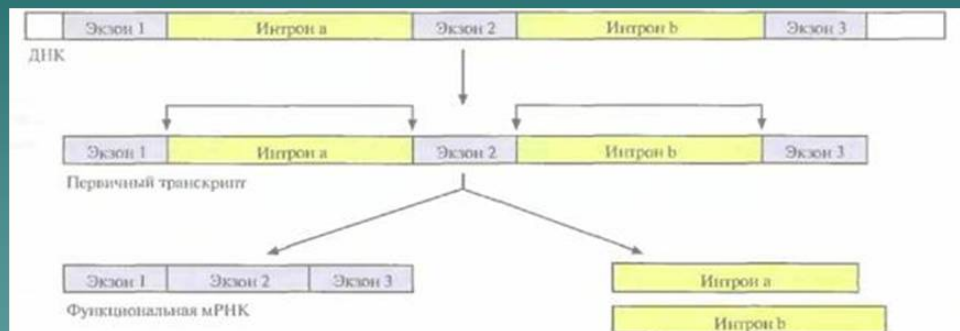 Экзон 1 Интрон a Экзон 2 Интрон b Экзон 3
ДНК
Экзон 1 Интрон a Экзон 2 Интрон b Экзон 3
Первичный транскрипт
Экзон 1 Экзон 2 Экзон 3 Интрон a
Функциональная мРНК
Интрон b